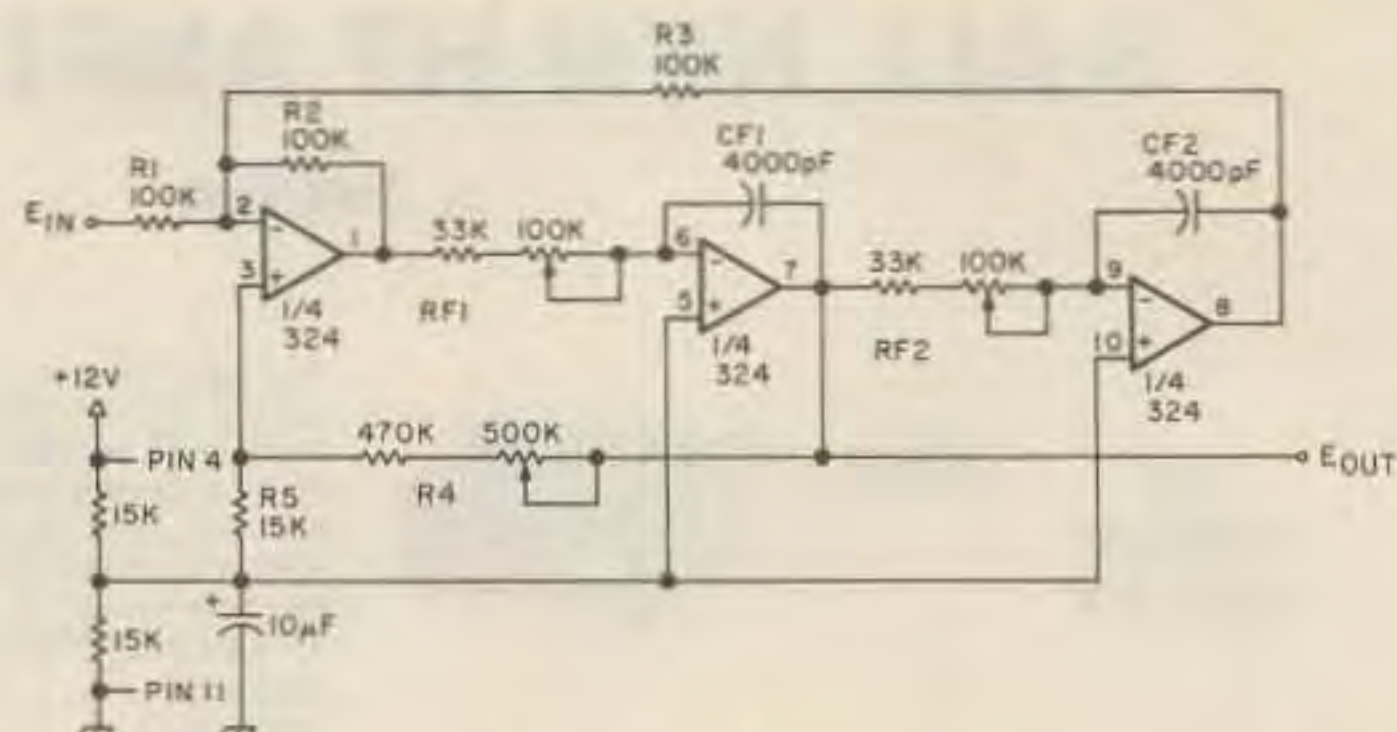 R3
100K
R2
100K
CF1
4000pF
CF2
4000pF
R1
100K
EIN
2
-
1
33K
100K
6
-
7
33K
100K
9
-
8
3
+
1/4
324
RF1
5
+
1/4
324
RF2
10
+
1/4
324
+12V
PIN 4
470K
500K
R4
EOUT
15K
R5
15K
+
10µF
15K
PIN 11